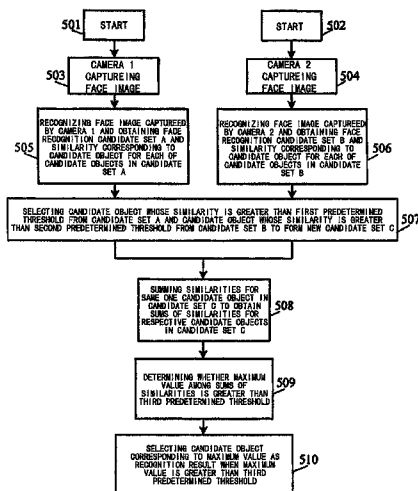 501
START
START
502
503
CAMERA 1
CAPTUREING
FACE IMAGE
CAMERA 2
CAPTUREING
FACE IMAGE
504
505
RECOGNIZING FACE IMAGE CAPTUREED
BY CAMERA 1 AND OBTAINING FACE
RECOGNITION CANDIDATE SET A AND
SIMILARITY CORRESPONDING TO
CANDIDATE OBJECT FOR EACH OF
CANDIDATE OBJECTS IN CANDIDATE
SET A
RECOGNIZING FACE IMAGE CAPTUREED
BY CAMERA 2 AND OBTAINING FACE
RECOGNITION CANDIDATE SET B AND
SIMILARITY CORRESPONDING TO
CANDIDATE OBJECT FOR EACH OF
CANDIDATE OBJECTS IN CANDIDATE
SET B
506
SELECTING CANDIDATE OBJECT WHOSE SIMILARITY IS GREATER THAN FIRST PREDETERMINED
THRESHOLD FROM CANDIDATE SET A AND CANDIDATE OBJECT WHOSE SIMILARITY IS GREATER
THAN SECOND PREDETERMINED THRESHOLD FROM CANDIDATE SET B TO FORM NEW CANDIDATE SET C
507
SUMMING SIMILARITIES FOR
SAME ONE CANDIDATE OBJECT IN
CANDIDATE SET C TO OBTAIN
SUMS OF SIMILARITIES FOR
RESPECTIVE CANDIDATE OBJECTS
IN CANDIDATE SET C
508
DETERMINING WHETHER MAXIMUM
VALUE AMONG SUMS OF
SIMILARITIES IS GREATER THAN
THIRD PREDETERMINED THRESHOLD
509
SELECTING CANDIDATE OBJECT
CORRESPONDING TO MAXIMUM VALUE AS
RECOGNITION RESULT WHEN MAXIMUM
VALUE IS GREATER THAN THIRD
PREDETERMINED THRESHOLD
510